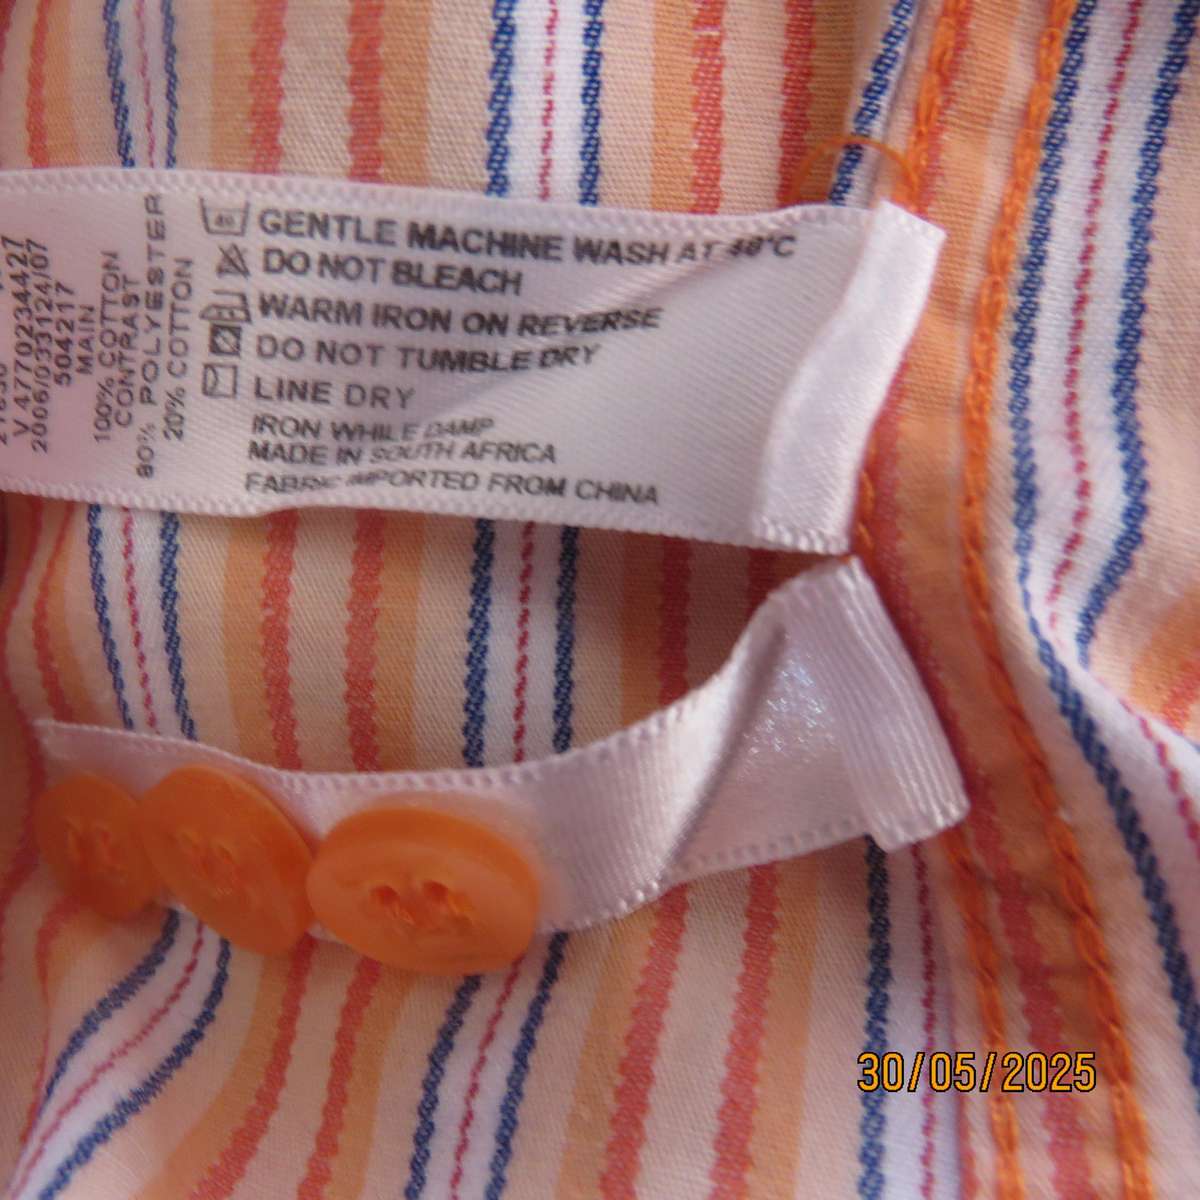 V 4770234427
2006/033124/07
504217
MAIN
100% COTTON
CONTRAST
80% POLYESTER
20% COTTON
40
GENTLE MACHINE WASH AT 40°C
DO NOT BLEACH
WARM IRON ON REVERSE
DO NOT TUMBLE DRY
LINE DRY
IRON WHILE DAMP
MADE IN SOUTH AFRICA
FABRIC IMPORTED FROM CHINA
30/05/2025